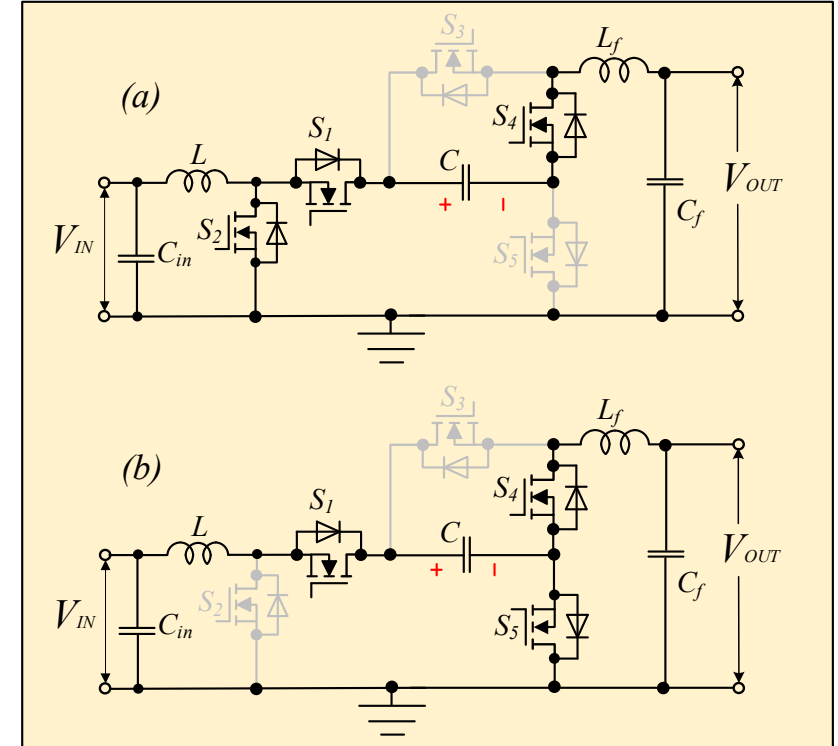 (a)
S3
Lf
S4
S1
L
C
+ −
VIN
Cin
S2
S5
Cf
VOUT
(b)
S3
Lf
S4
S1
L
C
+ −
VIN
Cin
S2
S5
Cf
VOUT